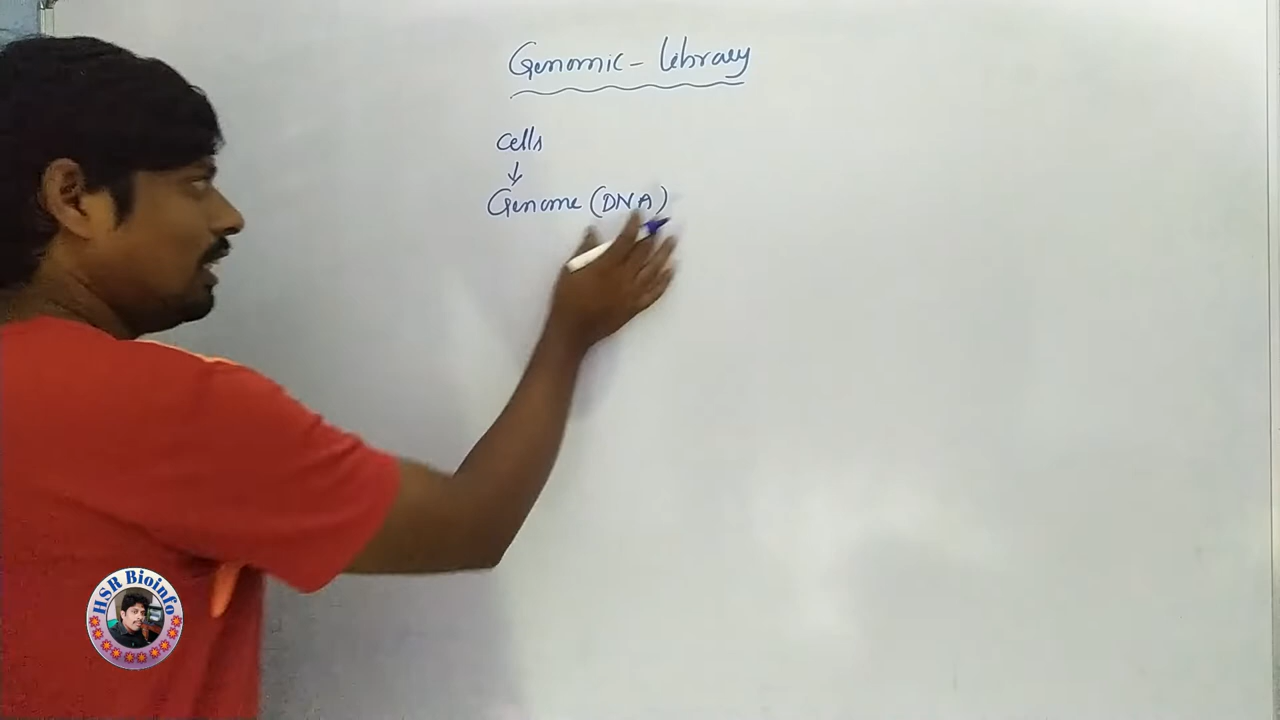 Genomic - Library
Cells
↓
Genome (DNA)
HSR Bioinfo